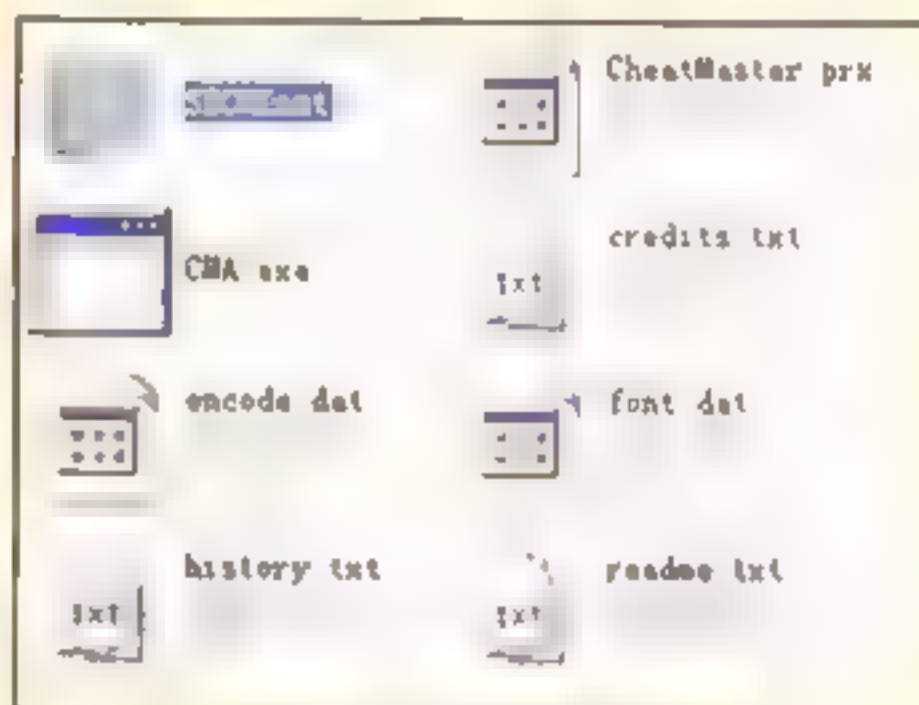 CheatMaster prx
CMA exe
credits txt
txt
encode dat
font dat
history txt
txt
readme txt
txt